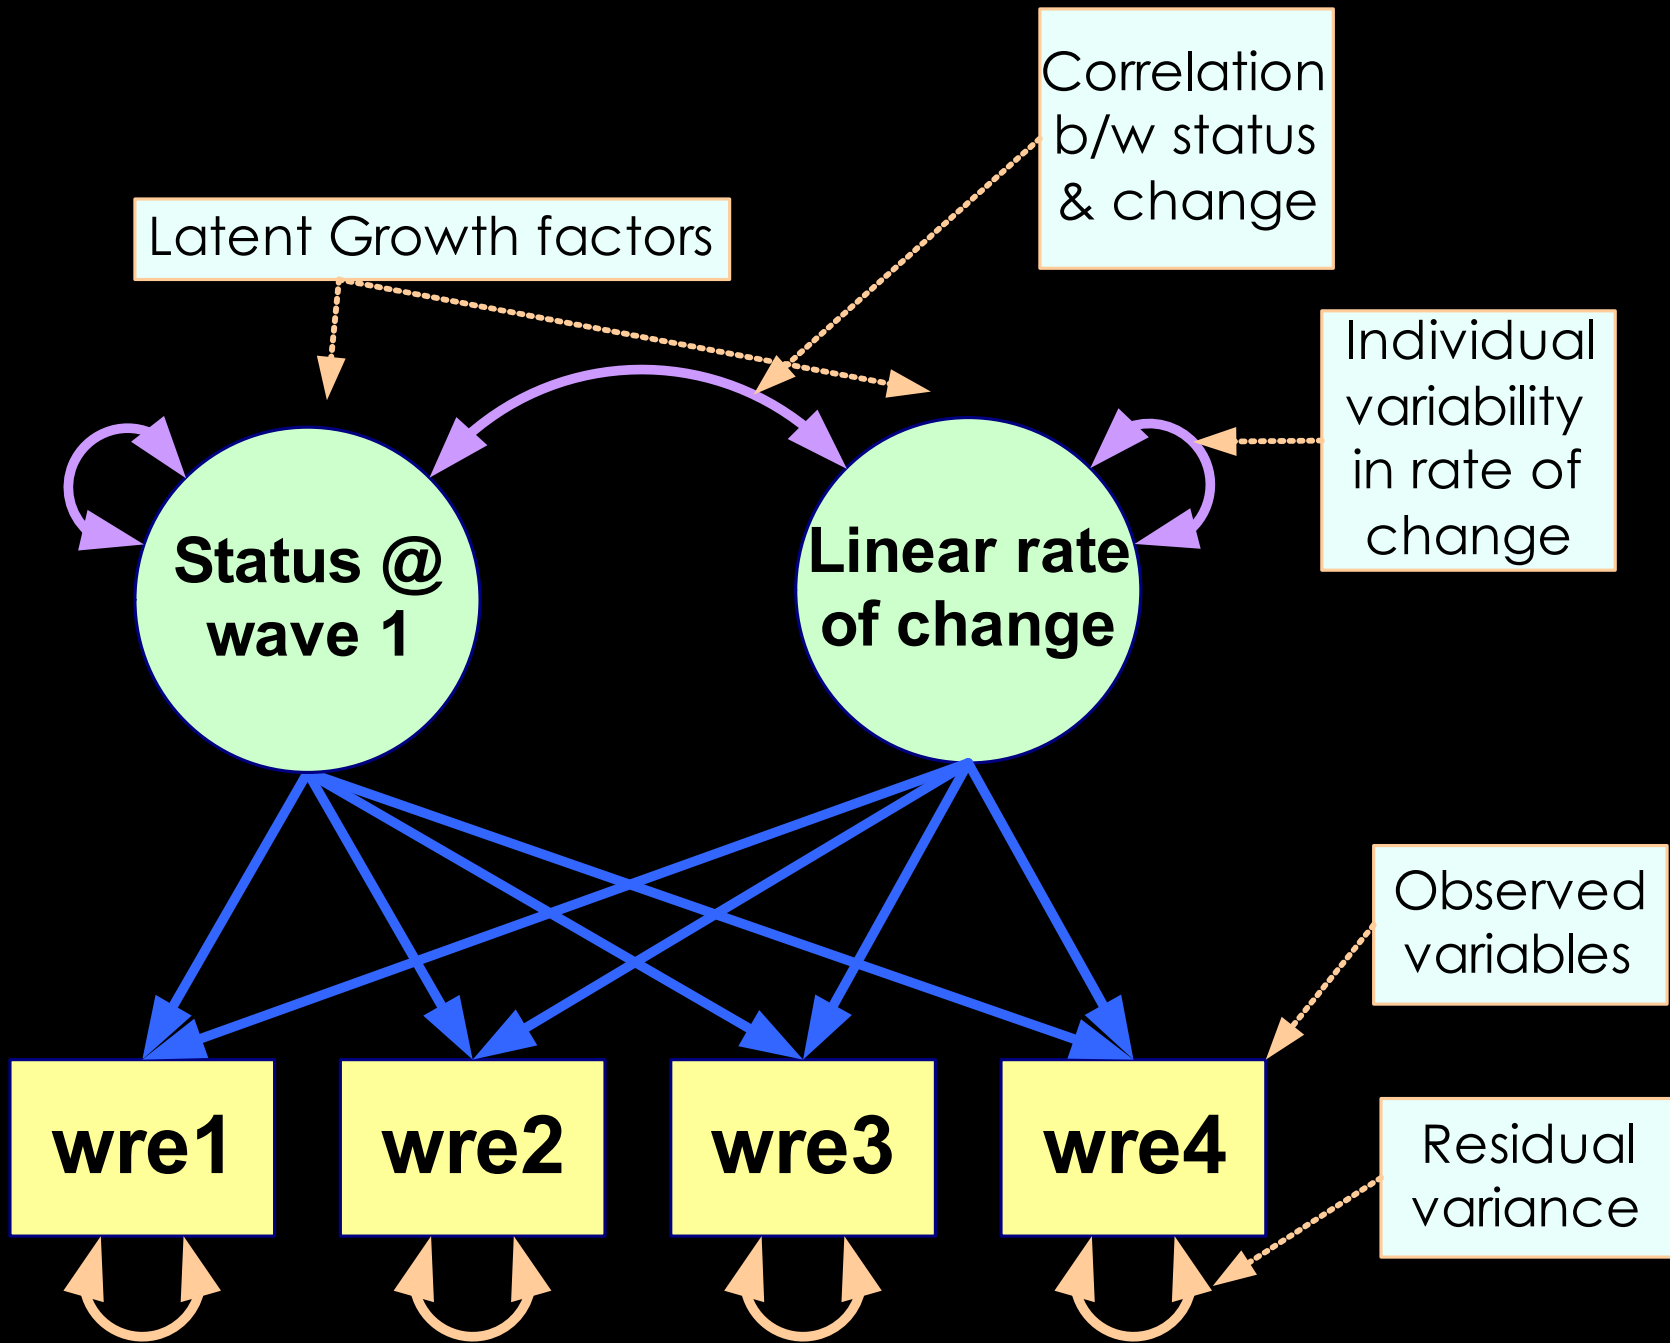 Correlation
b/w status
& change
Latent Growth factors
Individual
variability
in rate of
change
Status @
wave 1
Linear rate
of change
Observed
variables
wre1
wre2
wre3
wre4
Residual
variance